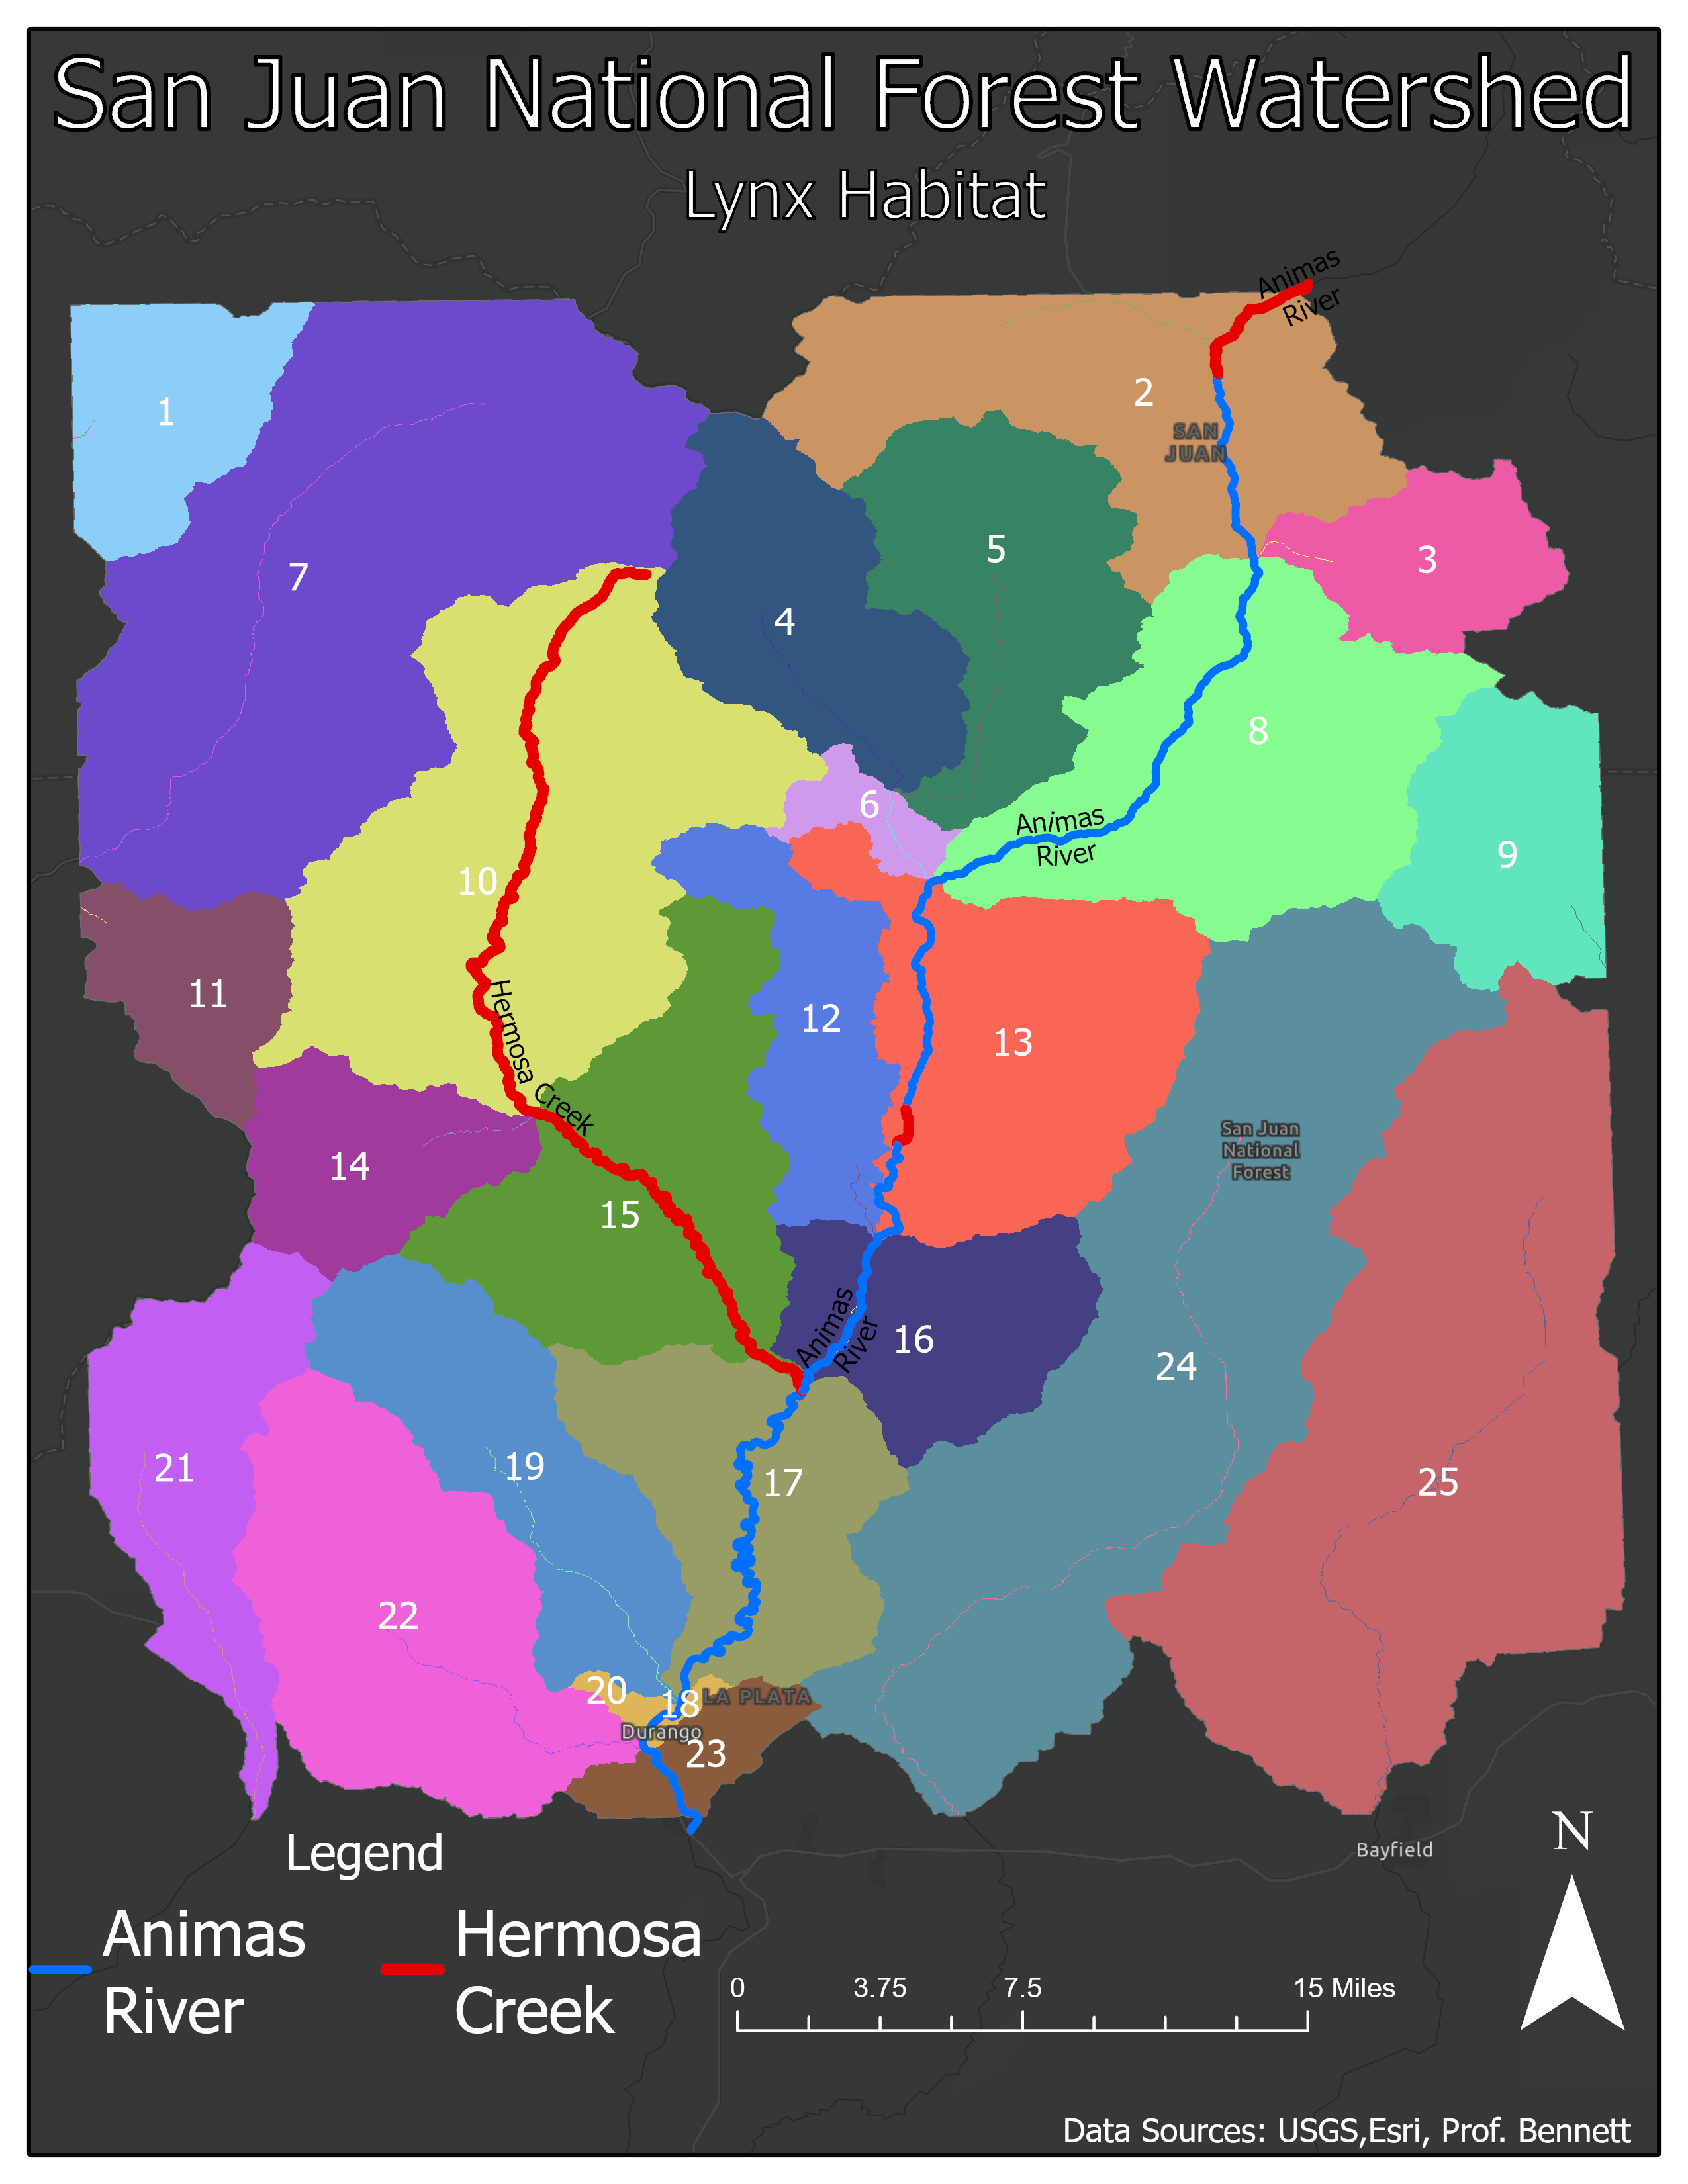 San Juan National Forest Watershed
Lynx Habitat
Animas
River
1
2
SAN
JUAN
3
4
5
6
7
8
Animas
River
9
10
11
Hermosa
Creek
12
13
14
15
San Juan
National
Forest
Animas
River
16
24
21
19
17
25
22
20
18
LA PLATA
Durango
23
Legend
Animas
River
Hermosa
Creek
0 3.75 7.5 15 Miles
Bayfield
N
Data Sources: USGS,Esri, Prof. Bennett